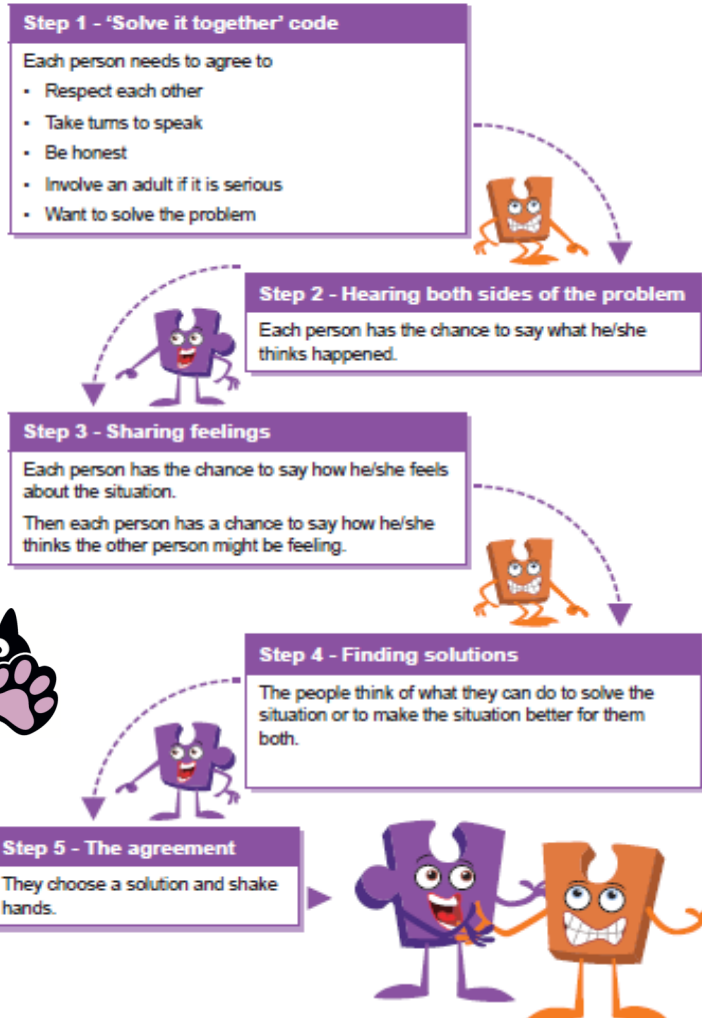 Step 1 - ‘Solve it together’ code
Each person needs to agree to
• Respect each other
• Take turns to speak
• Be honest
• Involve an adult if it is serious
• Want to solve the problem
Step 2 - Hearing both sides of the problem
Each person has the chance to say what he/she
thinks happened.
Step 3 - Sharing feelings
Each person has the chance to say how he/she feels
about the situation.
Then each person has a chance to say how he/she
thinks the other person might be feeling.
Step 4 - Finding solutions
The people think of what they can do to solve the
situation or to make the situation better for them
both.
Step 5 - The agreement
They choose a solution and shake
hands.